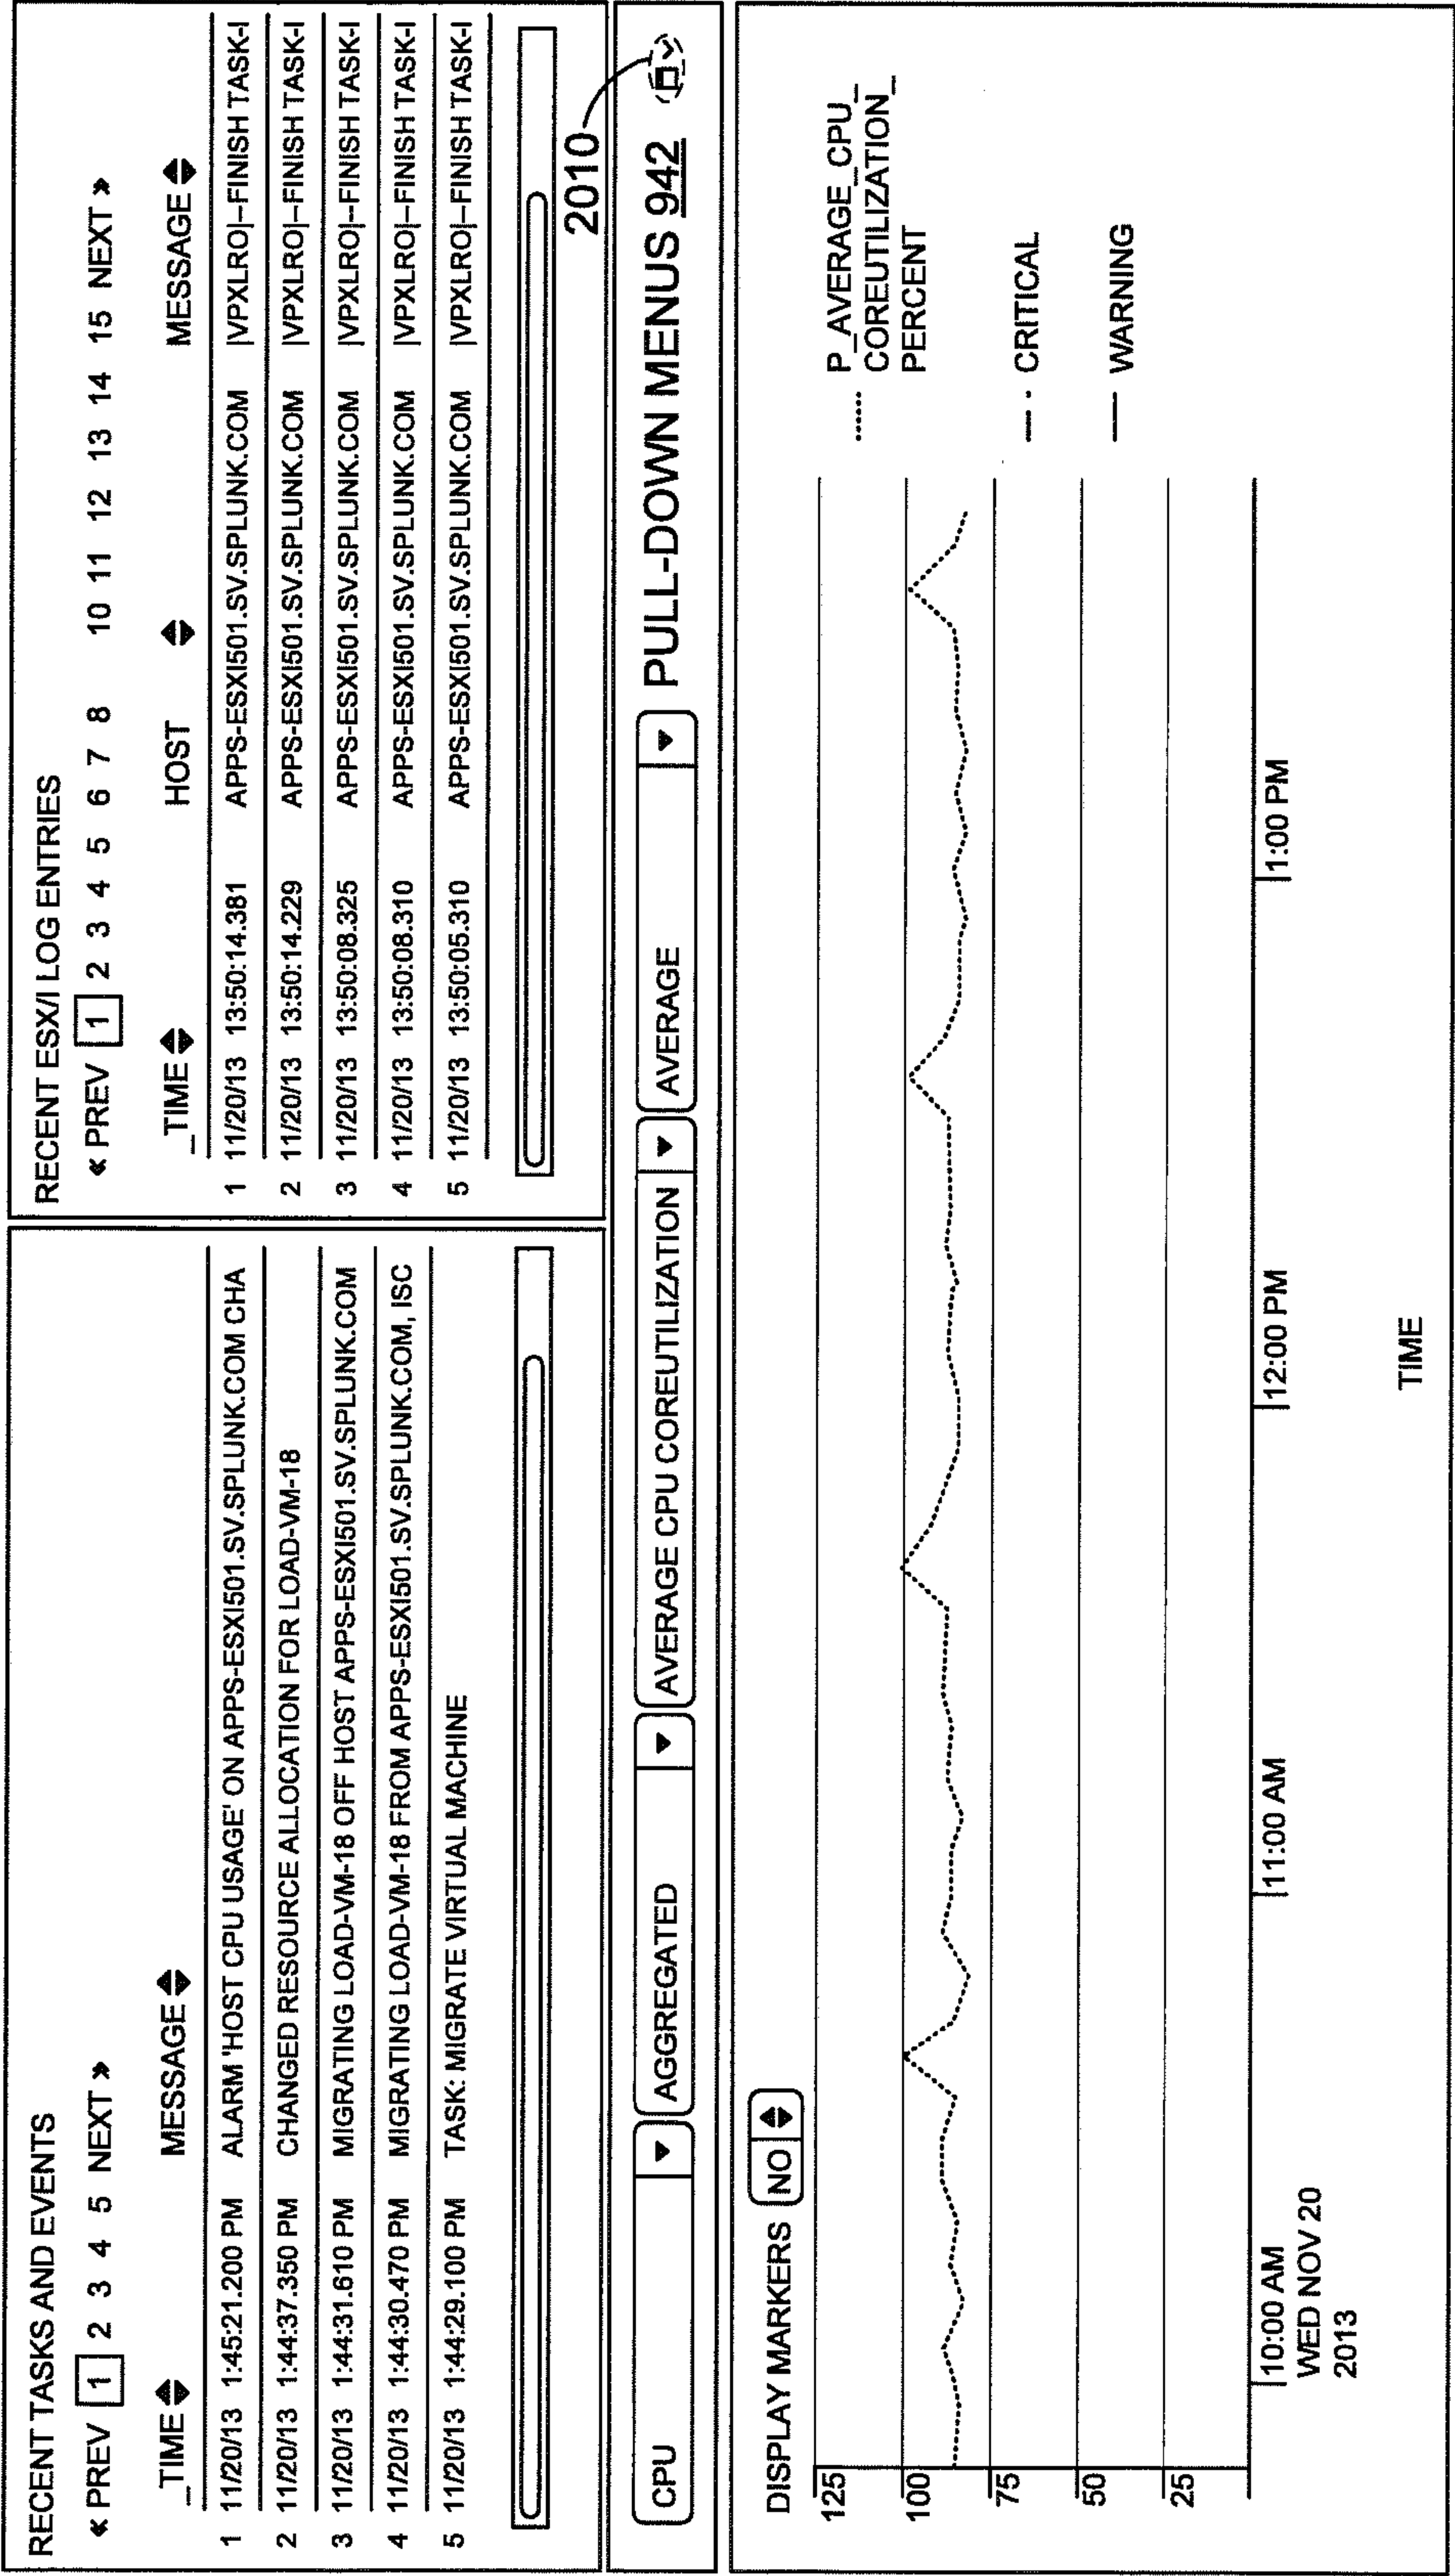 RECENT TASKS AND EVENTS
« PREV 1 2 3 4 5 NEXT »
_TIME MESSAGE
1 11/20/13 1:45:21.200 PM ALARM 'HOST CPU USAGE' ON APPS-ESXI501.SV.SPLUNK.COM CHA
2 11/20/13 1:44:37.350 PM CHANGED RESOURCE ALLOCATION FOR LOAD-VM-18
3 11/20/13 1:44:31.610 PM MIGRATING LOAD-VM-18 OFF HOST APPS-ESXI501.SV.SPLUNK.COM
4 11/20/13 1:44:30.470 PM MIGRATING LOAD-VM-18 FROM APPS-ESXI501.SV.SPLUNK.COM, ISC
5 11/20/13 1:44:29.100 PM TASK: MIGRATE VIRTUAL MACHINE
RECENT ESX/I LOG ENTRIES
« PREV 1 2 3 4 5 6 7 8 10 11 12 13 14 15 NEXT »
_TIME HOST MESSAGE
1 11/20/13 13:50:14.381 APPS-ESXI501.SV.SPLUNK.COM |VPXLRO|–FINISH TASK-I
2 11/20/13 13:50:14.229 APPS-ESXI501.SV.SPLUNK.COM |VPXLRO|–FINISH TASK-I
3 11/20/13 13:50:08.325 APPS-ESXI501.SV.SPLUNK.COM |VPXLRO|--FINISH TASK-I
4 11/20/13 13:50:08.310 APPS-ESXI501.SV.SPLUNK.COM |VPXLRO|–FINISH TASK-I
5 11/20/13 13:50:05.310 APPS-ESXI501.SV.SPLUNK.COM |VPXLRO|–FINISH TASK-I
2010
CPU AGGREGATED AVERAGE CPU COREUTILIZATION AVERAGE PULL-DOWN MENUS 942
DISPLAY MARKERS NO
125
100
75
50
25
P_AVERAGE_CPU_
COREUTILIZATION_
PERCENT
CRITICAL
WARNING
10:00 AM 11:00 AM 12:00 PM 1:00 PM
WED NOV 20
2013
TIME